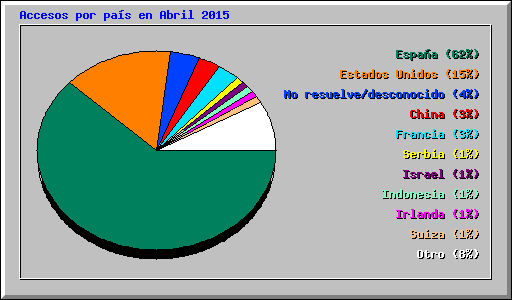 Accesos por país en Abril 2015
España (62%)
Estados Unidos (15%)
No resuelve/desconocido (4%)
China (3%)
Francia (3%)
Serbia (1%)
Israel (1%)
Indonesia (1%)
Irlanda (1%)
Suiza (1%)
Otro (8%)